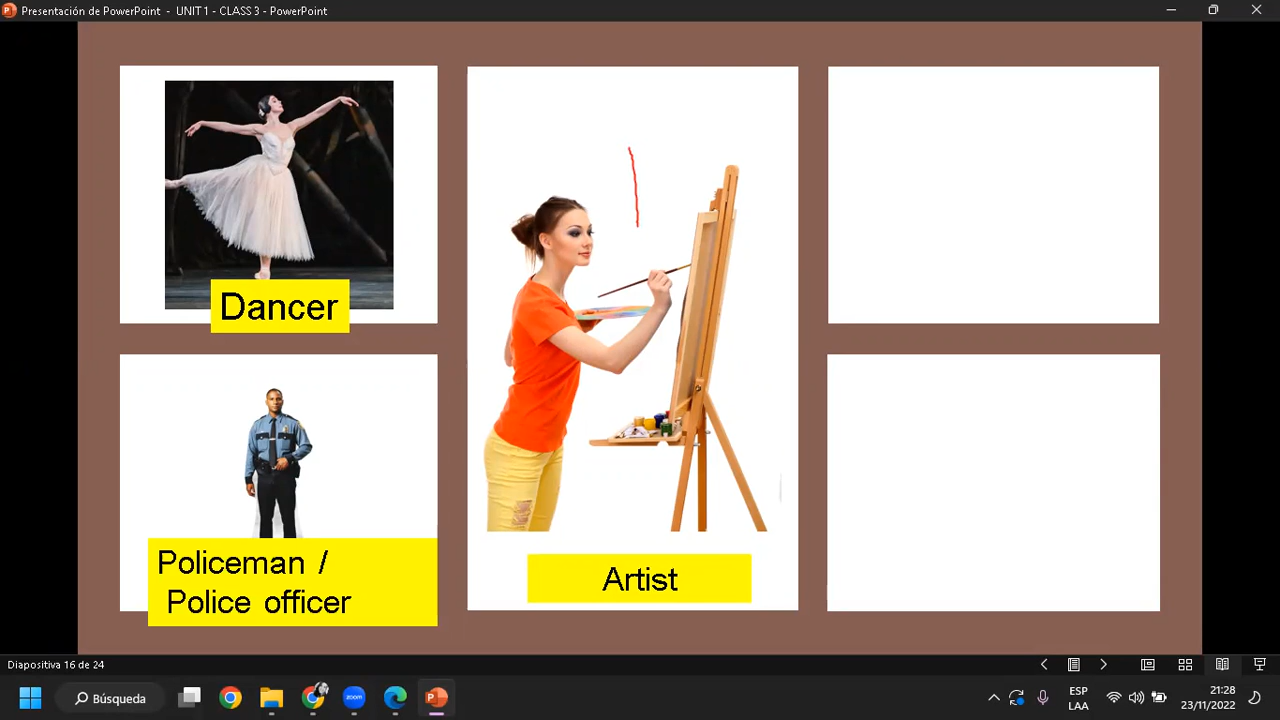 Presentación de PowerPoint - UNIT 1 - CLASS 3 - PowerPoint
Dancer
Policeman /
Police officer
Artist
Diapositiva 16 de 24
Búsqueda
zoom
ESP
LAA
21:28
23/11/2022